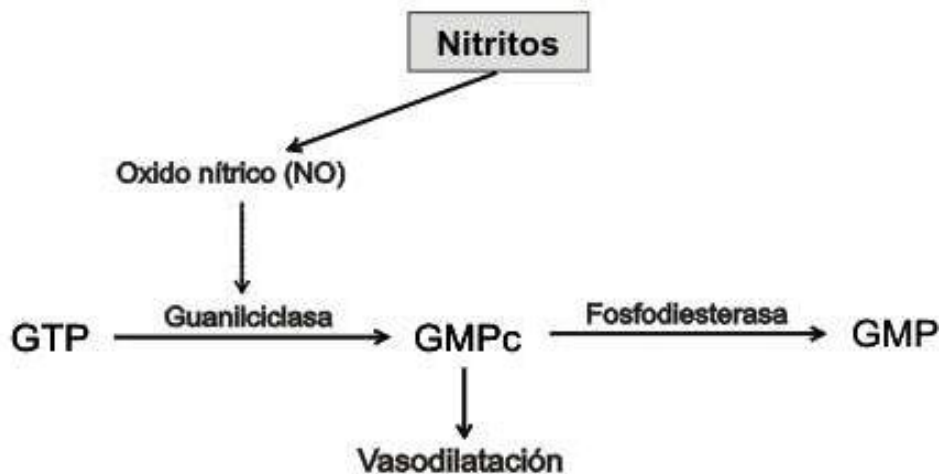 Nitritos
Oxido nítrico (NO)
Guanilciclasa
Fosfodiesterasa
GTP
GMPc
GMP
Vasodilatación